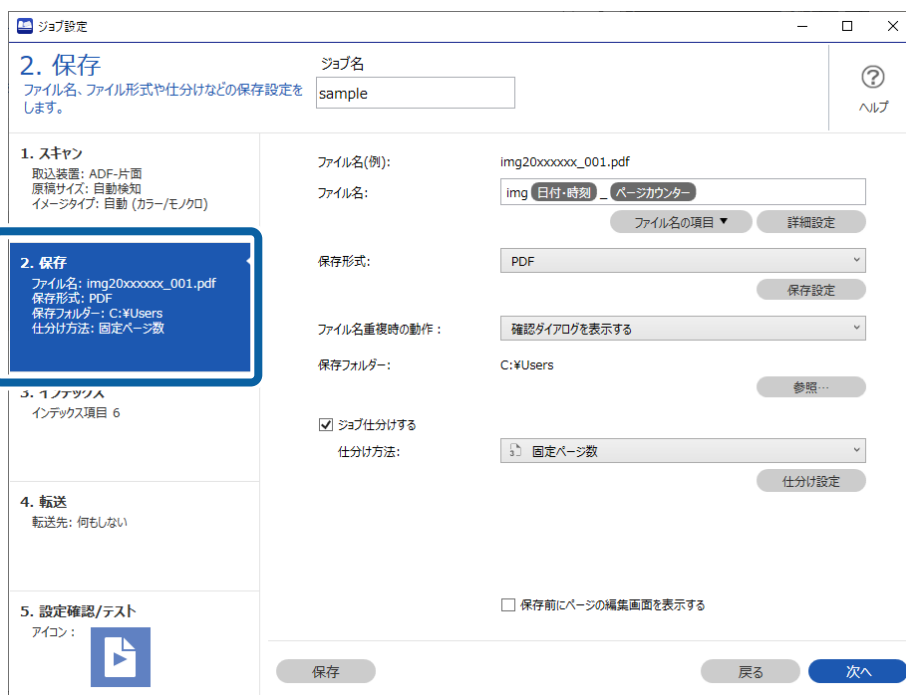 ジョブ設定
2. 保存
ファイル名、ファイル形式や仕分けなどの保存設定を
します。
ジョブ名
sample
ヘルプ
1. スキャン
取込装置: ADF-片面
原稿サイズ: 自動検知
イメージタイプ: 自動 (カラー/モノクロ)
2. 保存
ファイル名: img20xxxxxx_001.pdf
保存形式: PDF
保存フォルダー: C:¥Users
仕分け方法: 固定ページ数
3. インデックス
インデックス項目 6
4. 転送
転送先: 何もしない
5. 設定確認/テスト
アイコン :
ファイル名(例): img20xxxxxx_001.pdf
ファイル名: img 日付・時刻 _ ページカウンター
ファイル名の項目 ▼ 詳細設定
保存形式: PDF
保存設定
ファイル名重複時の動作 : 確認ダイアログを表示する
保存フォルダー: C:¥Users
参照…
ジョブ仕分けする
仕分け方法: 固定ページ数
仕分け設定
保存前にページの編集画面を表示する
保存 戻る 次へ